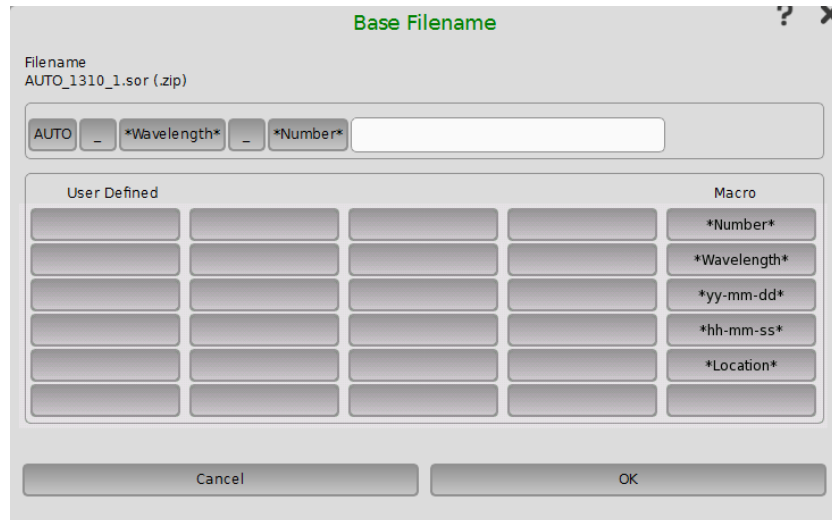 Base Filename
?
Filename
AUTO_1310_1.sor (.zip)
AUTO _ *Wavelength* _ *Number*
User Defined Macro
*Number*
*Wavelength*
*yy-mm-dd*
*hh-mm-ss*
*Location*
Cancel OK